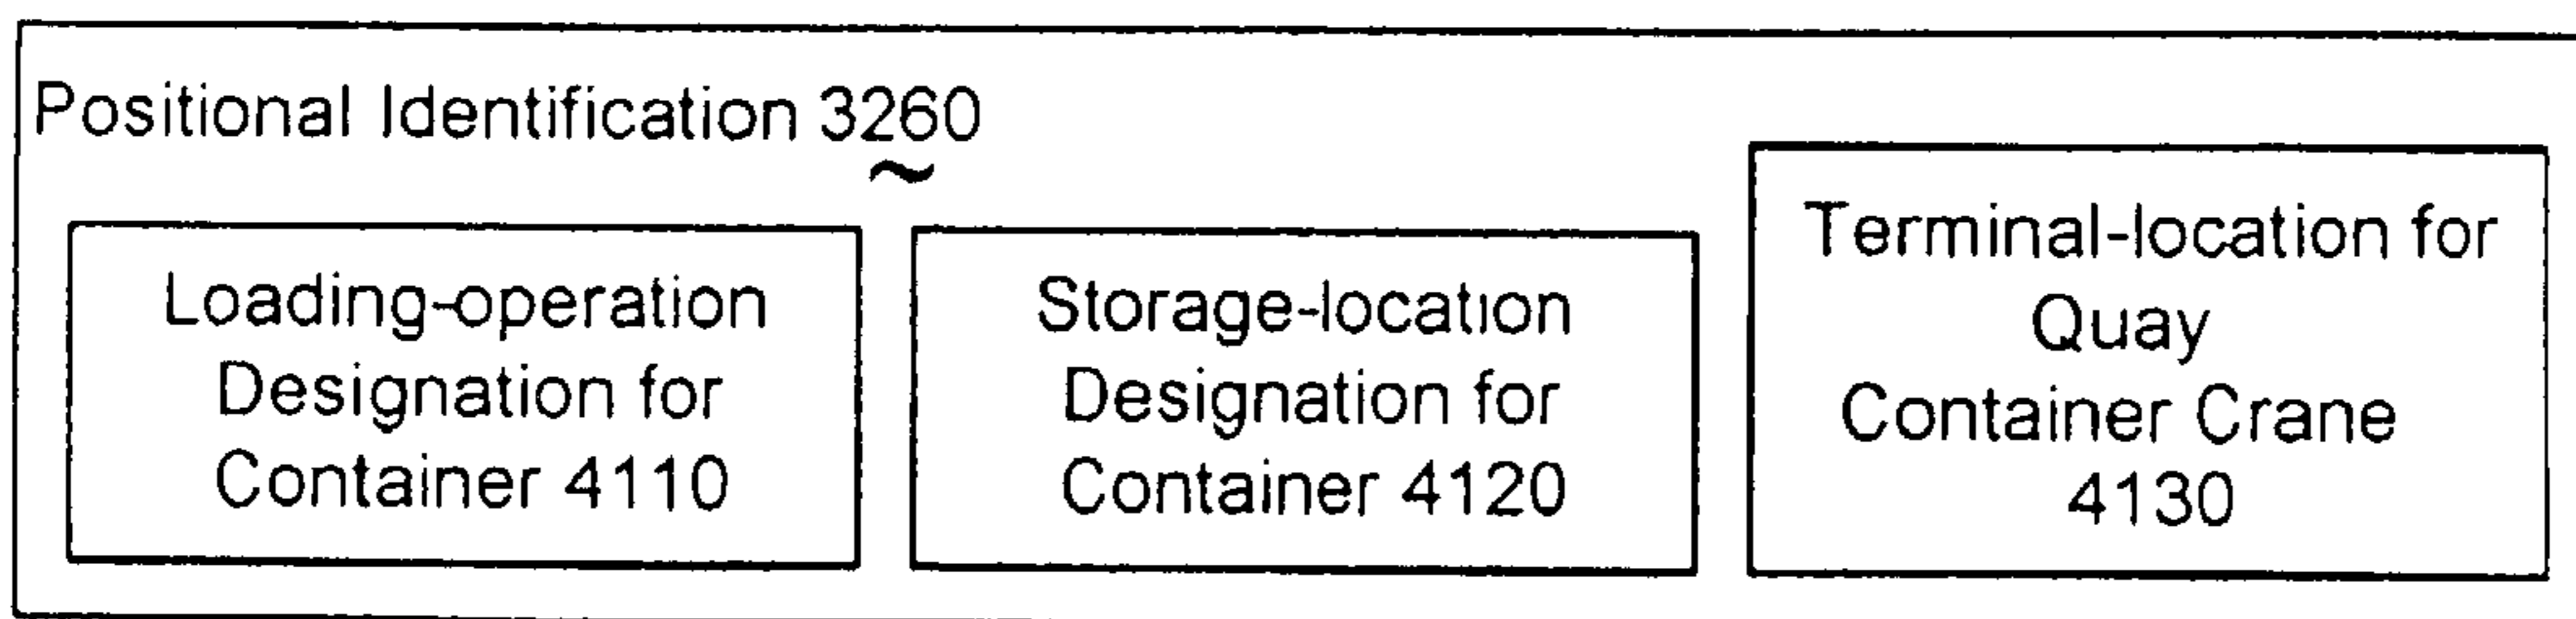 Positional Identification 3260
Loading-operation
Designation for
Container 4110
Storage-location
Designation for
Container 4120
Terminal-location for
Quay
Container Crane
4130